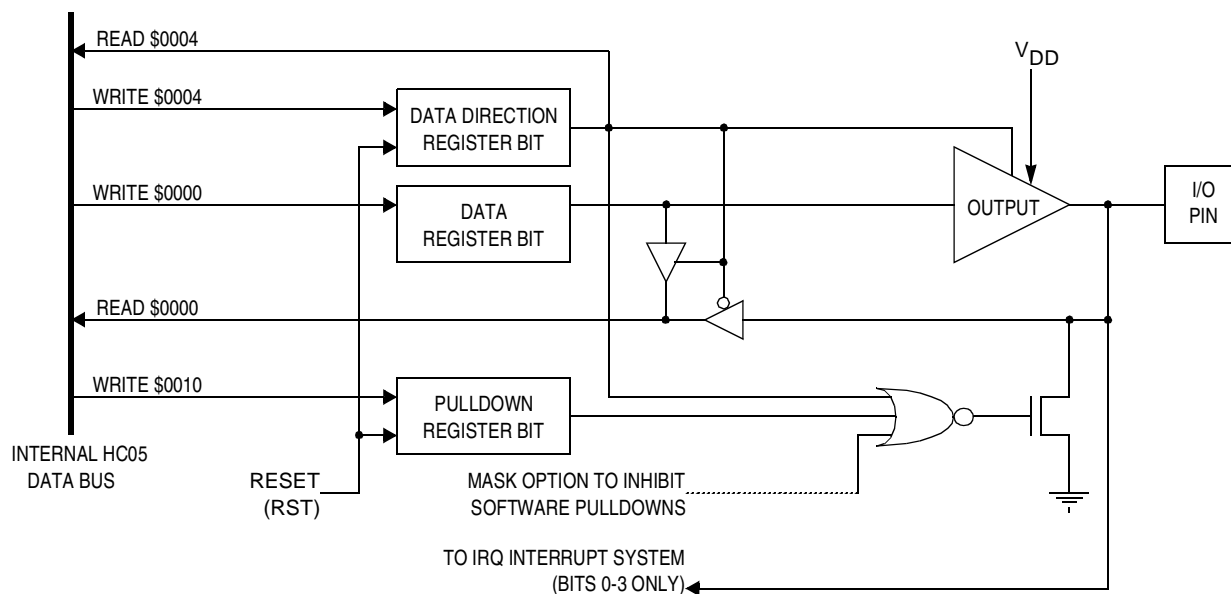 READ $0004
V DD
WRITE $0004
DATA DIRECTION
REGISTER BIT
WRITE $0000
DATA
REGISTER BIT
OUTPUT
I/O
PIN
READ $0000
WRITE $0010
PULLDOWN
REGISTER BIT
INTERNAL HC05
DATA BUS
RESET
(RST)
MASK OPTION TO INHIBIT
SOFTWARE PULLDOWNS
TO IRQ INTERRUPT SYSTEM
(BITS 0-3 ONLY)